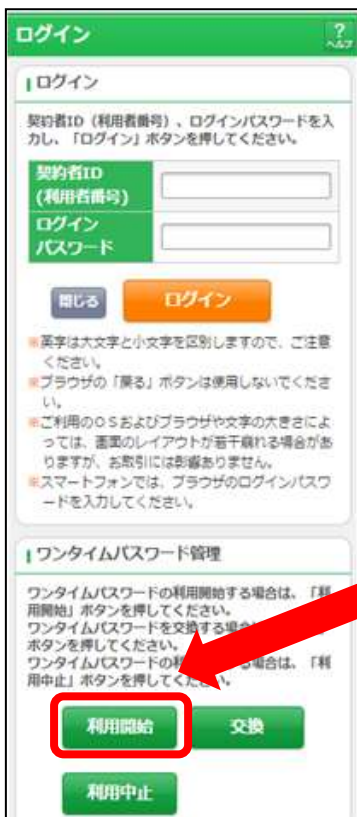 ログイン
?
ヘルプ
ログイン
契約者ID（利用者番号）、ログインパスワードを入
力し、「ログイン」ボタンを押してください。
契約者ID
(利用者番号)
ログイン
パスワード
閉じる
ログイン
※英字は大文字と小文字を区別しますので、ご注意
ください。
※ブラウザの「戻る」ボタンは使用しないでくださ
い。
※ご利用のＯＳおよびブラウザや文字の大きさによ
っては、画面のレイアウトが若干崩れる場合があ
りますが、お取引には影響ありません。
※スマートフォンでは、ブラウザのログインパスワ
ードを入力してください。
ワンタイムパスワード管理
ワンタイムパスワードの利用開始する場合は、「利
用開始」ボタンを押してください。
ワンタイムパスワードを交換する場合
ボタンを押してください。
ワンタイムパスワードの 場合は、「利
用中止」ボタンを押してください。
利用開始
交換
利用中止